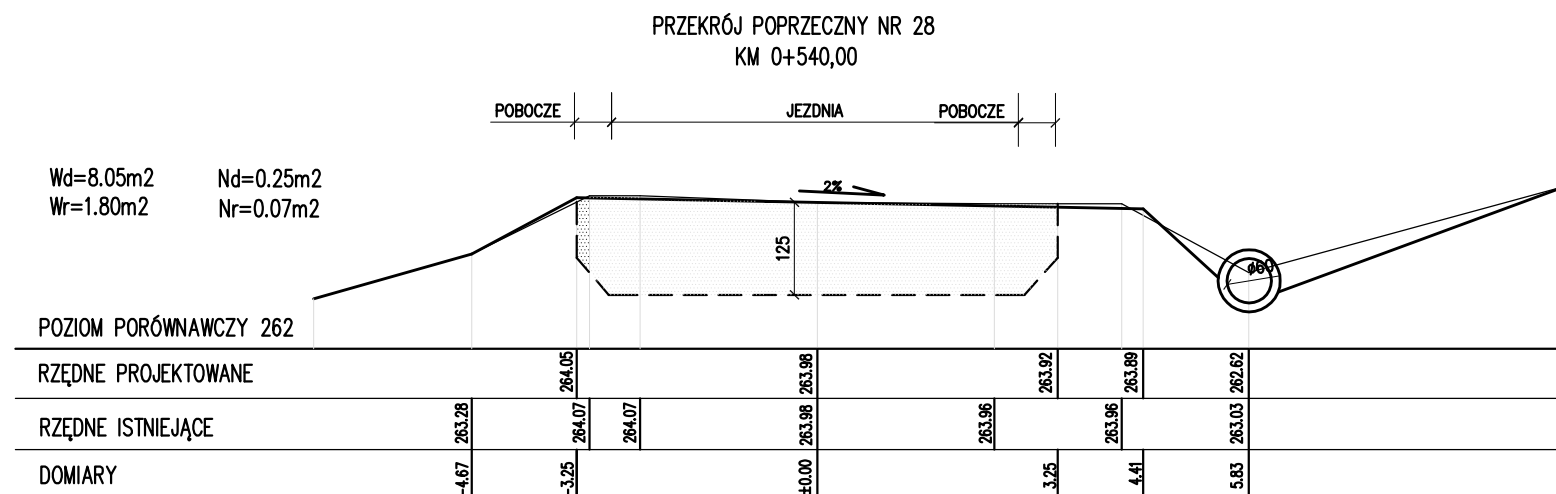 PRZEKRÓJ POPRZECZNY NR 28
KM 0+540,00
POBOCZE JEZDNIA POBOCZE
Wd=8.05m2 Nd=0.25m2
Wr=1.80m2 Nr=0.07m2
2%
125
ø60
POZIOM PORÓWNAWCZY 262
RZĘDNE PROJEKTOWANE 264.05 263.98 263.92 263.89 262.62
RZĘDNE ISTNIEJĄCE 263.28 264.07 264.07 263.98 263.96 263.96 263.03
DOMIARY -4.67 -3.25 ±0.00 3.25 4.41 5.83